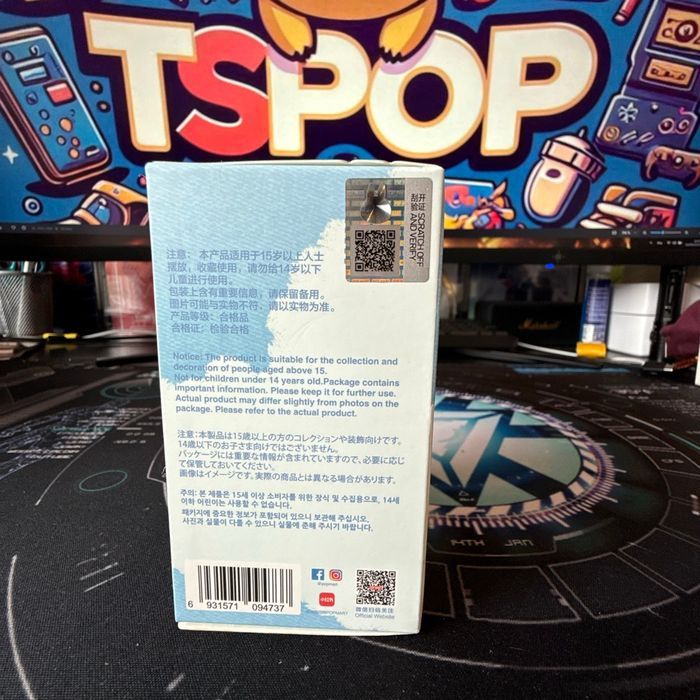 TSPOP
开证 SCRATCH OFF
刮验 AND VERIFY
注意： 本产品适用于15岁以上人士
摆放，收藏使用，请勿给14岁以下
儿童进行使用。
包装上含有重要信息，请保留备用。
图片可能与实物不符，请以实物为准。
产品等级：合格品
合格证：检验合格
Notice: The product is suitable for the collection and
decoration of people aged above 15.
Not for children under 14 years old.Package contains
important information. Please keep it for further use.
Actual product may differ slightly from photos on the
package. Please refer to the actual product.
注意：本製品は15歳以上の方のコレクションや装飾向けです。
14歳以下のお子さま向けではございません。
パッケージには重要な情報が含まれていますので、必要に応じ
て保管しておいてください。
画像はイメージです。実際の商品とは異なる場合があります。
주의: 본 제품은 15세 이상 소비자를 위한 장식 및 수집용으로, 14세
이하 어린이는 사용할 수 없습니다.
패키지에 중요한 정보가 포함되어 있으니 보관해 주십시오.
사진과 실물이 다를 수 있으니 실물에 준해 주시기 바랍니다.
6 931571 094737
@popmart
小红书
Official Website
Marshall